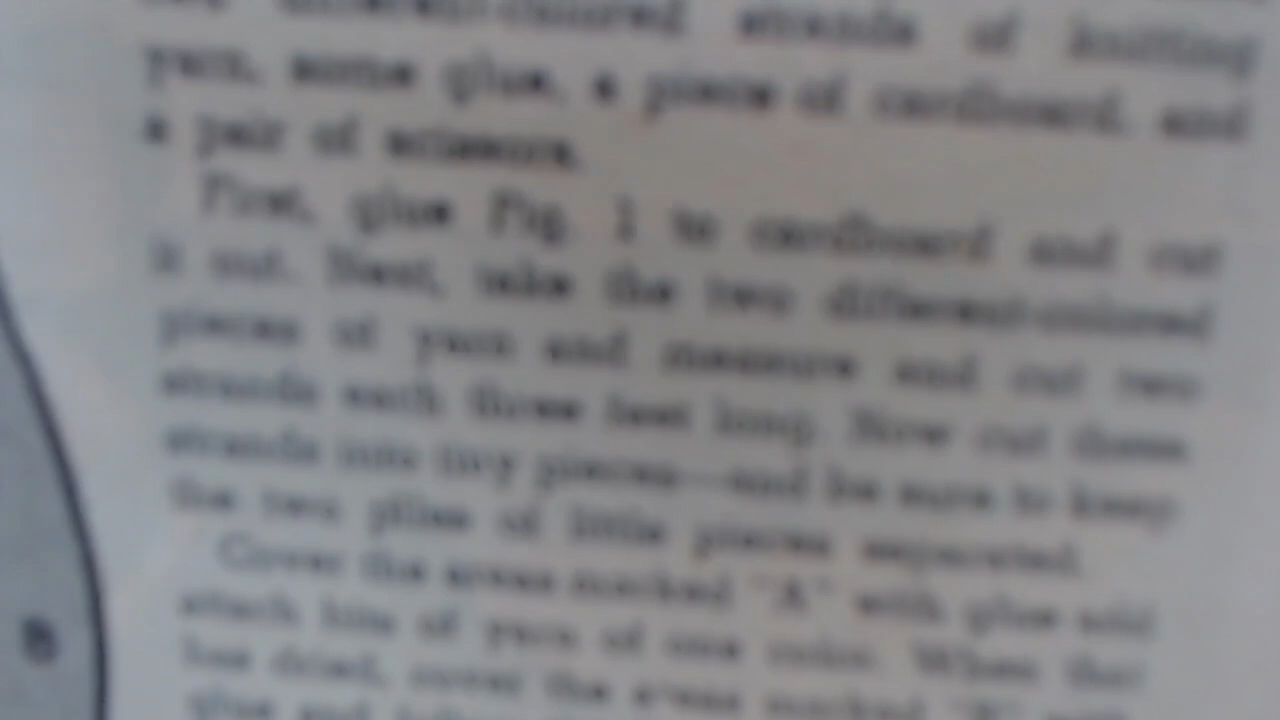 different-colored strands of knitting
yarn, some glue, a piece of cardboard, and
a pair of scissors.
First, glue Fig. 1 to cardboard and cut
it out. Next, take the two different-colored
pieces of yarn and measure and cut two
strands each three feet long. Now cut these
strands into tiny pieces—and be sure to keep
the two piles of little pieces separated.
Cover the areas marked "A" with glue and
attach bits of yarn of one color. When that
has dried, cover the areas marked "B" with
glue and